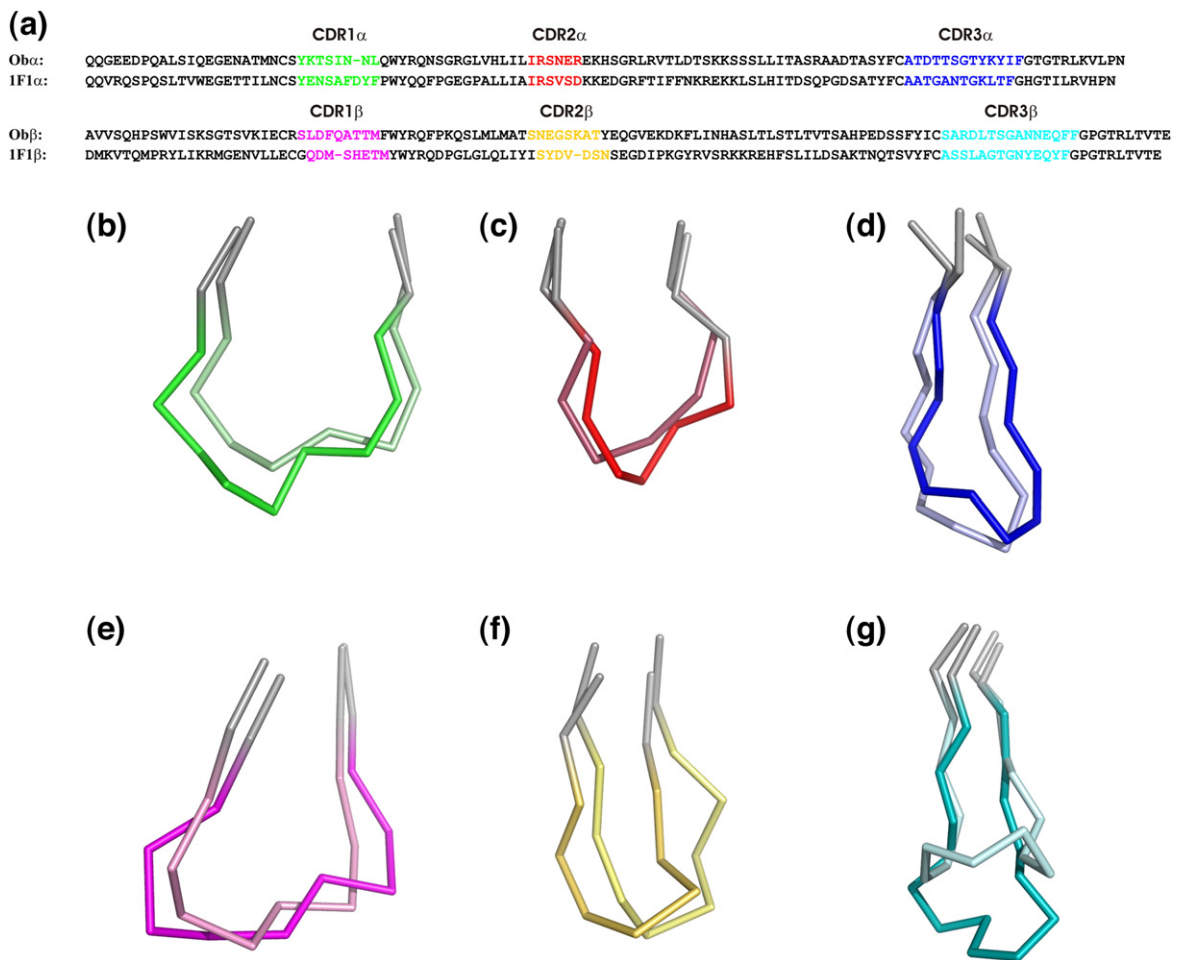 (a)
CDR1α CDR2α CDR3α
Obα: QQGEEDPQALSIQEGENATMNCSYKTSIN-NLQWYRQNSGRGLVHLILIRSNEREKHSGRLRVTLDTSKKSSSLLITASRAADTASYFCATDTTSGTYKYIFGTGTRLKVLPN
1F1α: QQVRQSPQSLTVWEGETTILNCSYENSAFDYFPWYQQFPGEGPALLIAIRSVSDKKEDGRFTIFFNKREKKLSLHITDSQPGDSATYFCAATGANTGKLTFGHGTILRVHPN
CDR1β CDR2β CDR3β
Obβ: AVVSQHPSWVISKSGTSVKIECRSLDFQATTMFWYRQFPKQSLMLMATSNEGSKATYEQGVEKDKFLINHASLTLSTLTVTSAHPEDSSFYICSARDLTSGANNEQFFGPGTRLTVTE
1F1β: DMKVTQMPRYLIKRMGENVLLECGQDM-SHETMYWYRQDPGLGLQLIYISYDV-DSNSEGDIPKGYRVSRKKREHFSLILDSAKTNQTSVYFCASSLAGTGNYEQYFGPGTRLTVTE
(b)
(c)
(d)
(e)
(f)
(g)